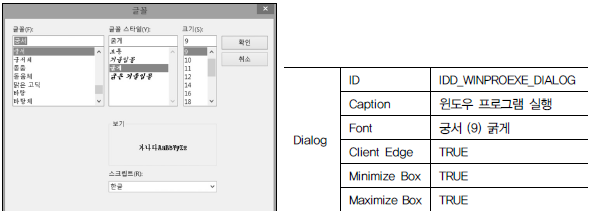 글꼴
글꼴(F):
글꼴 스타일(Y):
크기(S):
궁서
굵게
9
확인
취소
궁서
궁서체
돋움
돋움체
맑은 고딕
바탕
바탕체
보통
기울임꼴
굵게
굵은 기울임꼴
9
10
11
12
14
16
18
보기
가나다AaBbYyZz
스크립트(R):
한글
Dialog
ID IDD_WINPROEXE_DIALOG
Caption 윈도우 프로그램 실행
Font 궁서 (9) 굵게
Client Edge TRUE
Minimize Box TRUE
Maximize Box TRUE